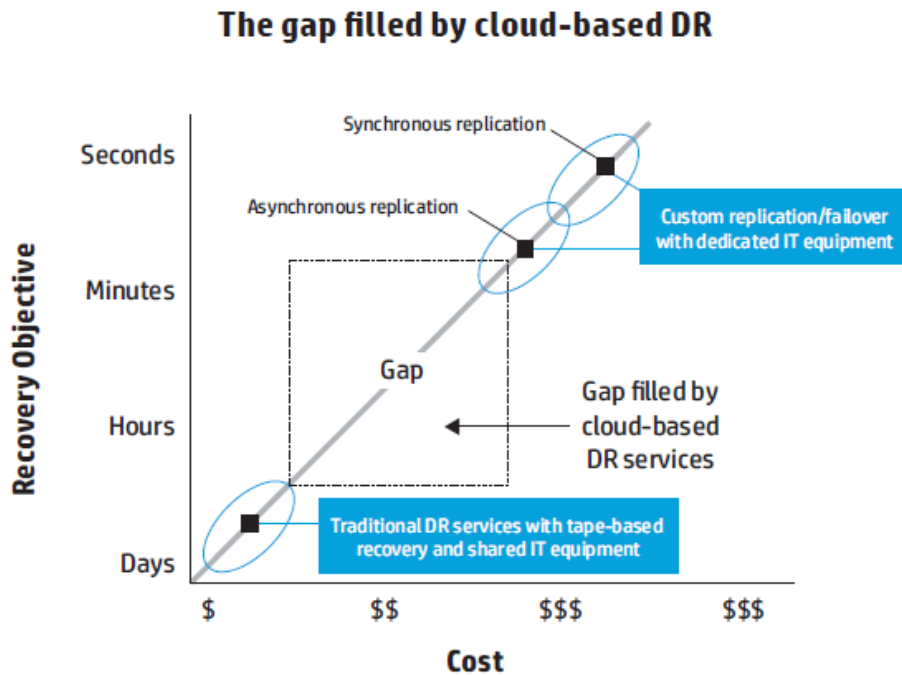 The gap filled by cloud-based DR
Synchronous replication
Seconds
Asynchronous replication
Custom replication/failover
with dedicated IT equipment
Minutes
Recovery Objective
Gap
Gap filled by
cloud-based
DR services
Hours
Traditional DR services with tape-based
recovery and shared IT equipment
Days
$
$$
$$$
$$$
Cost